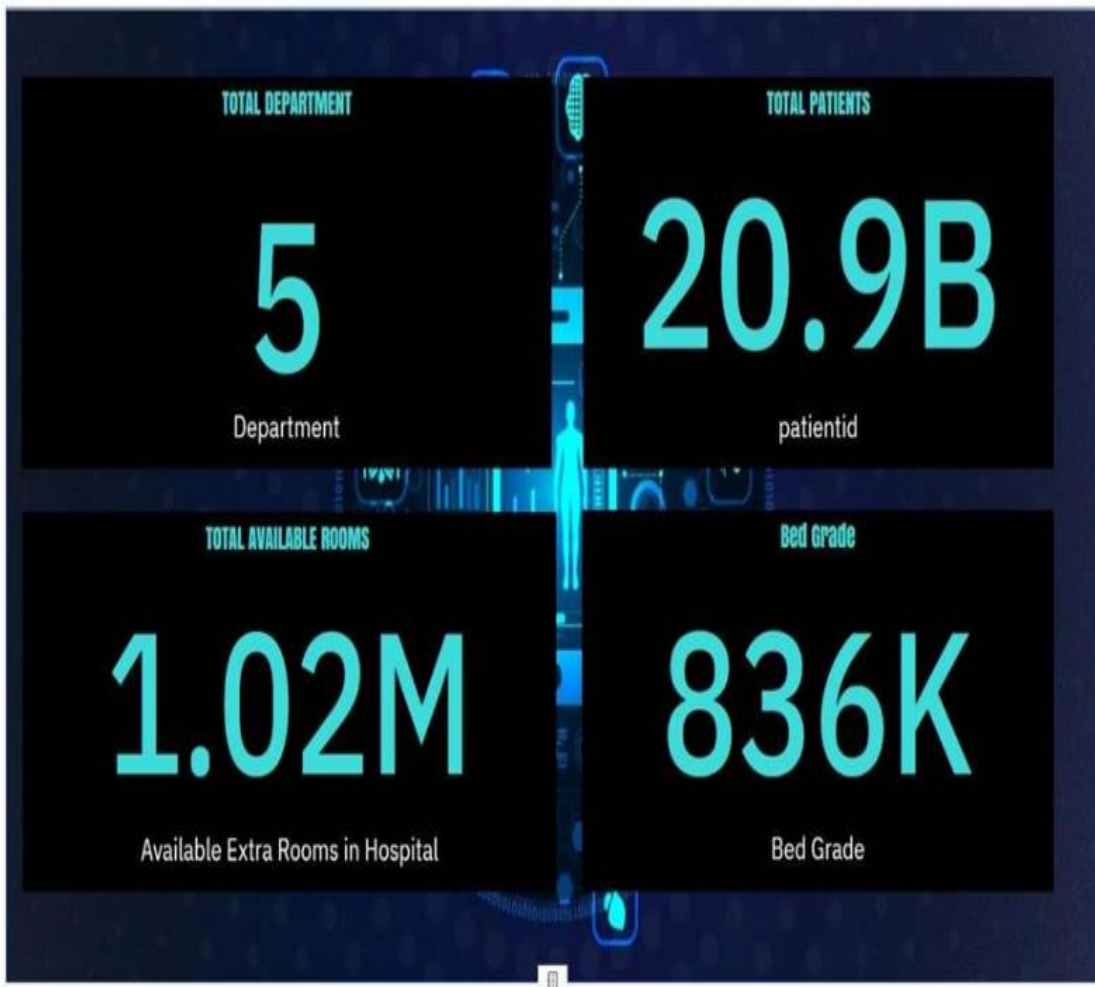 TOTAL DEPARTMENT
5
Department
TOTAL PATIENTS
20.9B
patientid
TOTAL AVAILABLE ROOMS
1.02M
Available Extra Rooms in Hospital
Bed Grade
836K
Bed Grade